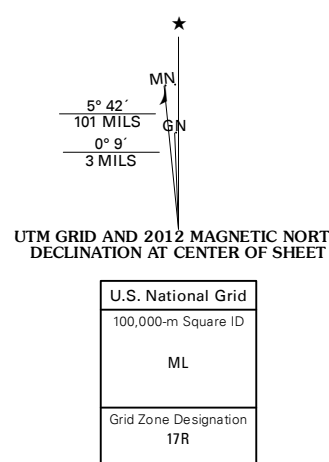 ★
MN
5° 42´
101 MILS
GN
0° 9´
3 MILS
UTM GRID AND 2012 MAGNETIC NORT
DECLINATION AT CENTER OF SHEET
U.S. National Grid
100,000-m Square ID
ML
Grid Zone Designation
17R